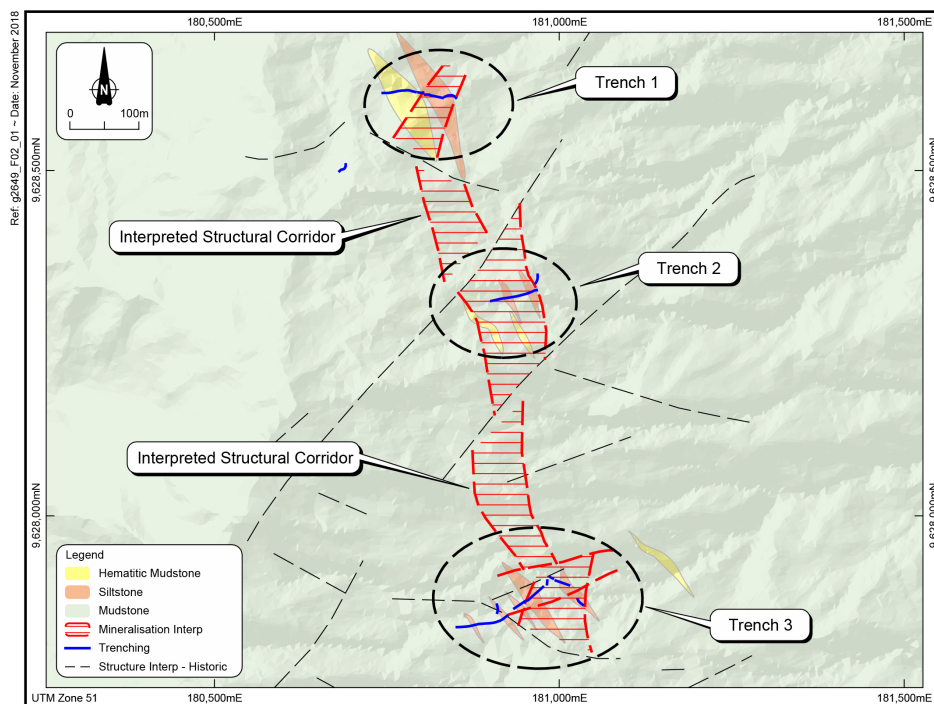 180,500mE
181,000mE
181,500mE
Ref: g2649_F02_01 ~ Date: November 2018
N
0
100m
Trench 1
9,628,500mN
9,628,500mN
Interpreted Structural Corridor
Trench 2
Interpreted Structural Corridor
9,628,000mN
9,628,000mN
Legend
Hematitic Mudstone
Siltstone
Mudstone
Mineralisation Interp
Trenching
Structure Interp - Historic
Trench 3
UTM Zone 51
180,500mE
181,000mE
181,500mE